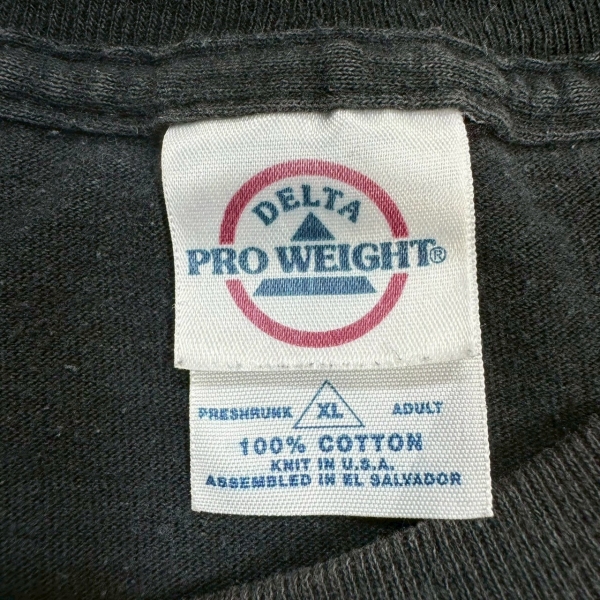 DELTA
PRO WEIGHT®
PRESHRUNK XL ADULT
100% COTTON
KNIT IN U.S.A.
ASSEMBLED IN EL SALVADOR